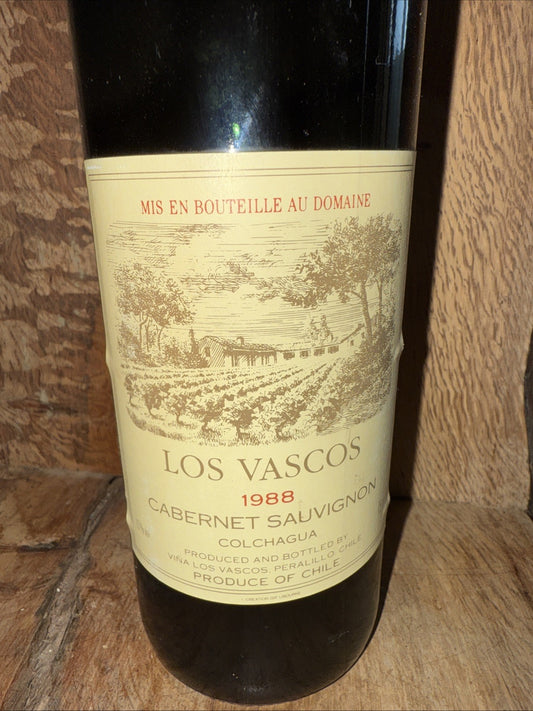 MIS EN BOUTEILLE AU DOMAINE
LOS VASCOS
1988
CABERNET SAUVIGNON
COLCHAGUA
PRODUCED AND BOTTLED BY
VIÑA LOS VASCOS, PERALILLO, CHILE
PRODUCE OF CHILE